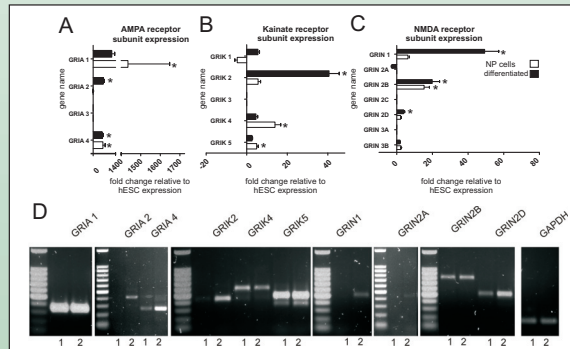 A
AMPA receptor
subunit expression
gene name
GRIA 1
GRIA 2
GRIA 3
GRIA 4
*
*
*
*
0
1400
1500
1600
1700
fold change relative to
hESC expression
B
Kainate receptor
subunit expression
gene name
GRIK 1
GRIK 2
GRIK 3
GRIK 4
GRIK 5
*
*
*
-20
0
20
40
fold change relative to
hESC expression
C
NMDA receptor
subunit expression
gene name
GRIN 1
GRIN 2A
GRIN 2B
GRIN 2C
GRIN 2D
GRIN 3A
GRIN 3B
*
*
*
*
NP cells
differentiated
0
20
40
60
80
fold change relative to
hESC expression
D
GRIA 1
GRIA 2
GRIA 4
GRIK2
GRIK4
GRIK5
GRIN1
GRIN2A
GRIN2B
GRIN2D
GAPDH
1 2
1 2 1 2
1 2 1 2 1 2
1 2
1 2
1 2 1 2
1 2